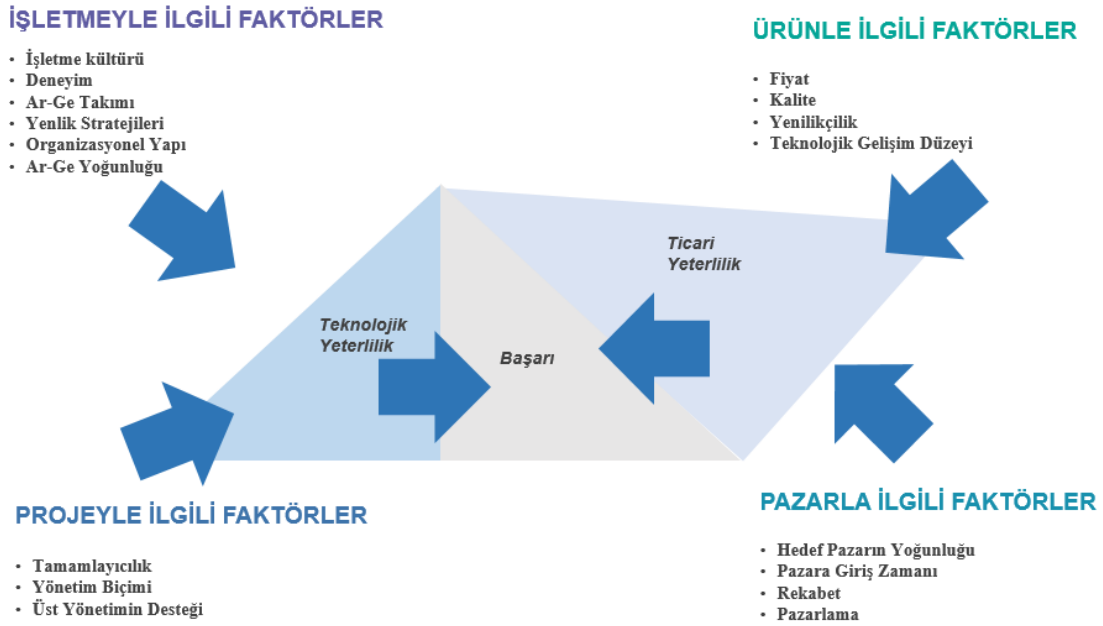 İŞLETMEYLE İLGİLİ FAKTÖRLER
• İşletme kültürü
• Deneyim
• Ar-Ge Takımı
• Yenlik Stratejileri
• Organizasyonel Yapı
• Ar-Ge Yoğunluğu
ÜRÜNLE İLGİLİ FAKTÖRLER
• Fiyat
• Kalite
• Yenilikçilik
• Teknolojik Gelişim Düzeyi
Teknolojik
Yeterlilik
Başarı
Ticari
Yeterlilik
PROJEYLE İLGİLİ FAKTÖRLER
• Tamamlayıcılık
• Yönetim Biçimi
• Üst Yönetimin Desteği
PAZARLA İLGİLİ FAKTÖRLER
• Hedef Pazarın Yoğunluğu
• Pazara Giriş Zamanı
• Rekabet
• Pazarlama